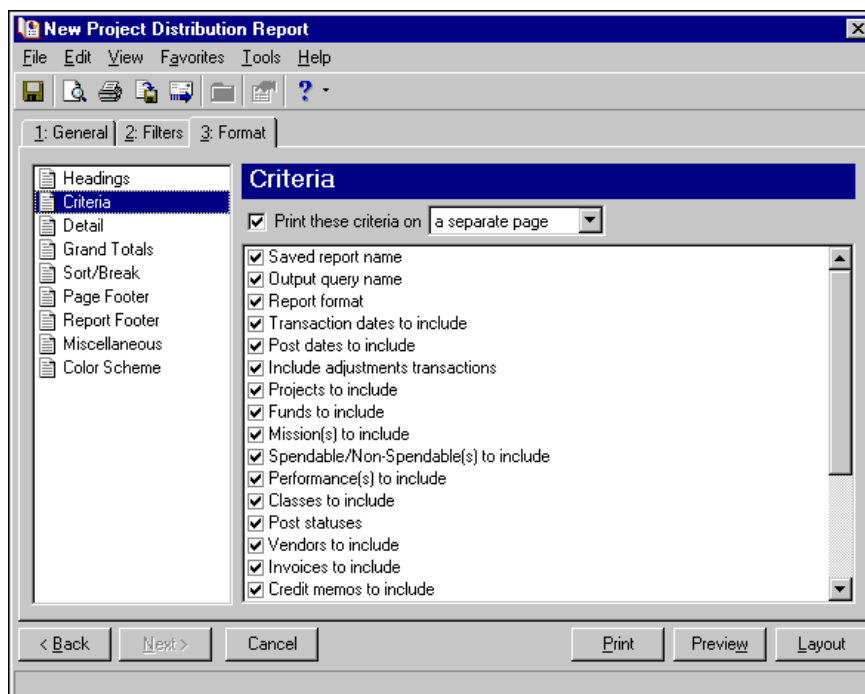 New Project Distribution Report
File Edit View Favorites Tools Help
1: General 2: Filters 3: Format
Headings
Criteria
Detail
Grand Totals
Sort/Break
Page Footer
Report Footer
Miscellaneous
Color Scheme
Criteria
Print these criteria on a separate page
Saved report name
Output query name
Report format
Transaction dates to include
Post dates to include
Include adjustments transactions
Projects to include
Funds to include
Mission(s) to include
Spendable/Non-Spendable(s) to include
Performance(s) to include
Classes to include
Post statuses
Vendors to include
Invoices to include
Credit memos to include
< Back Next > Cancel Print Preview Layout